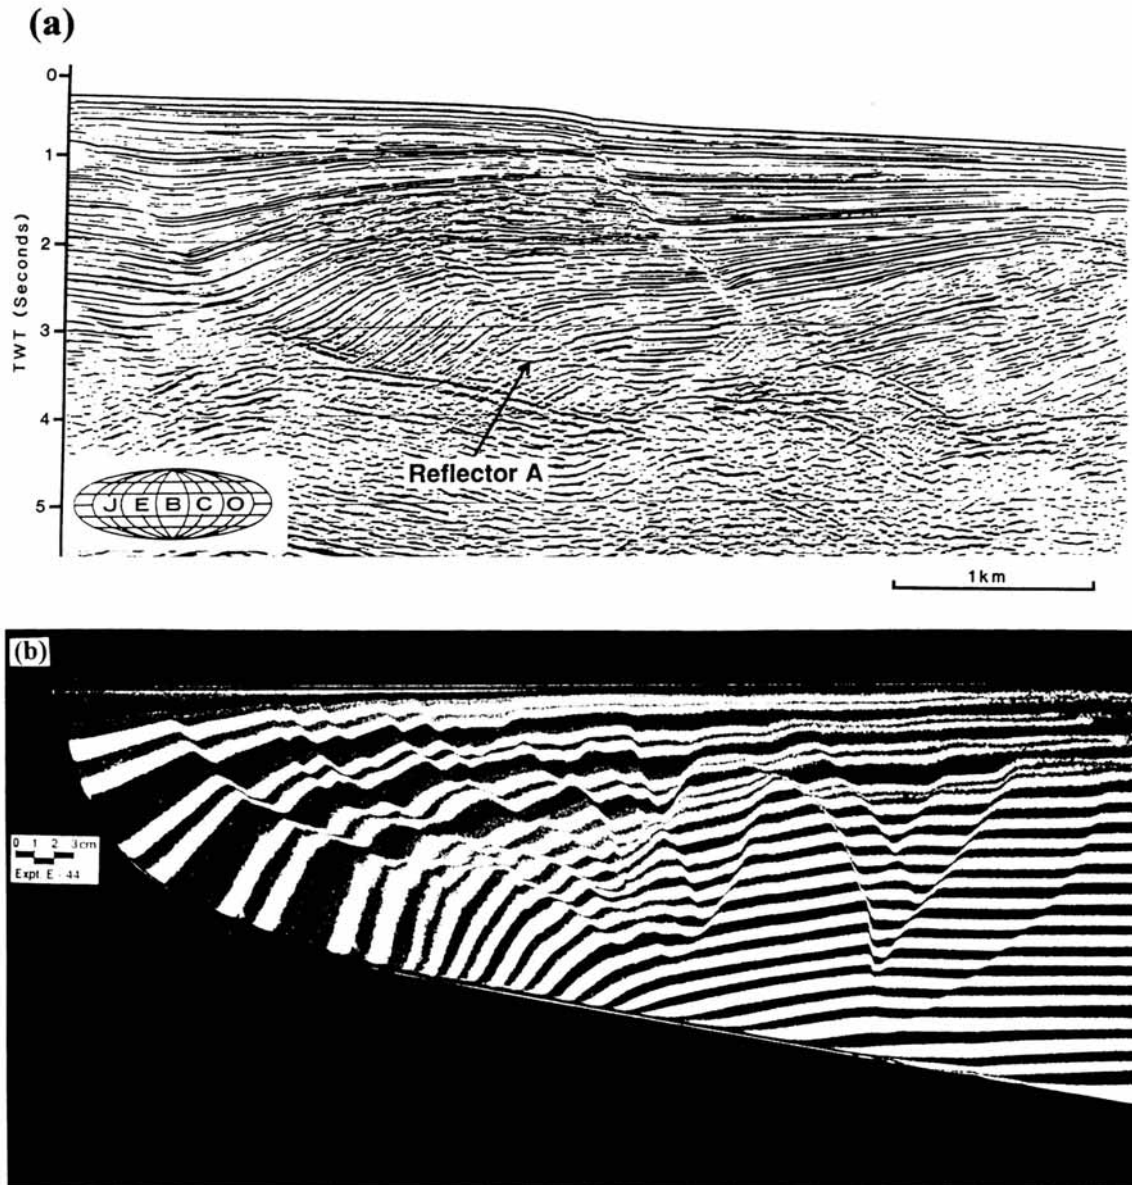 (a)
0
1
2
3
4
5
TWT (Seconds)
Reflector A
JEBCO
1km
(b)
0 1 2 3cm
Expt. E-44